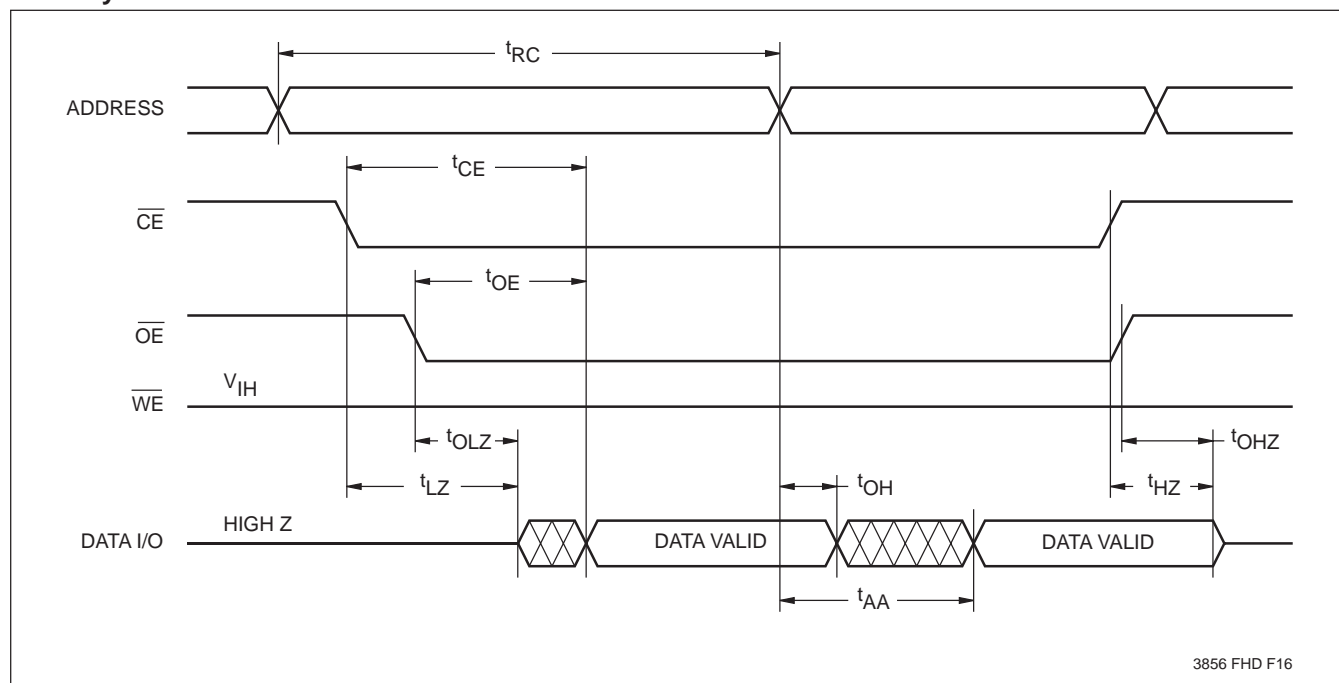 tRC
ADDRESS
tCE
CE
tOE
OE
VIH
WE
tOLZ
tOHZ
tLZ
tOH
tHZ
HIGH Z
DATA I/O
DATA VALID
DATA VALID
tAA
3856 FHD F16